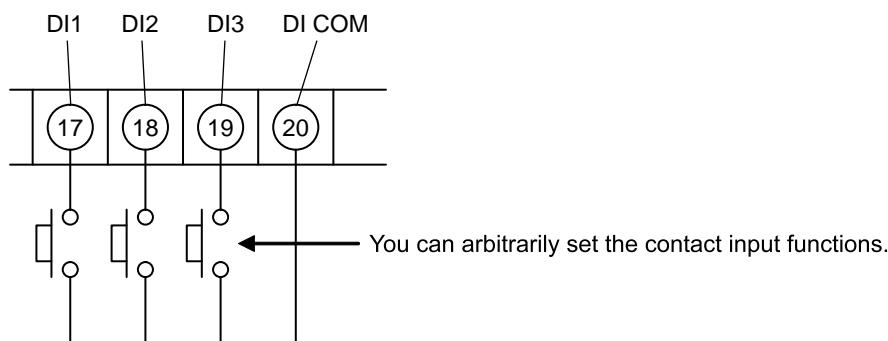 DI1 DI2 DI3 DI COM
17 18 19 20
You can arbitrarily set the contact input functions.